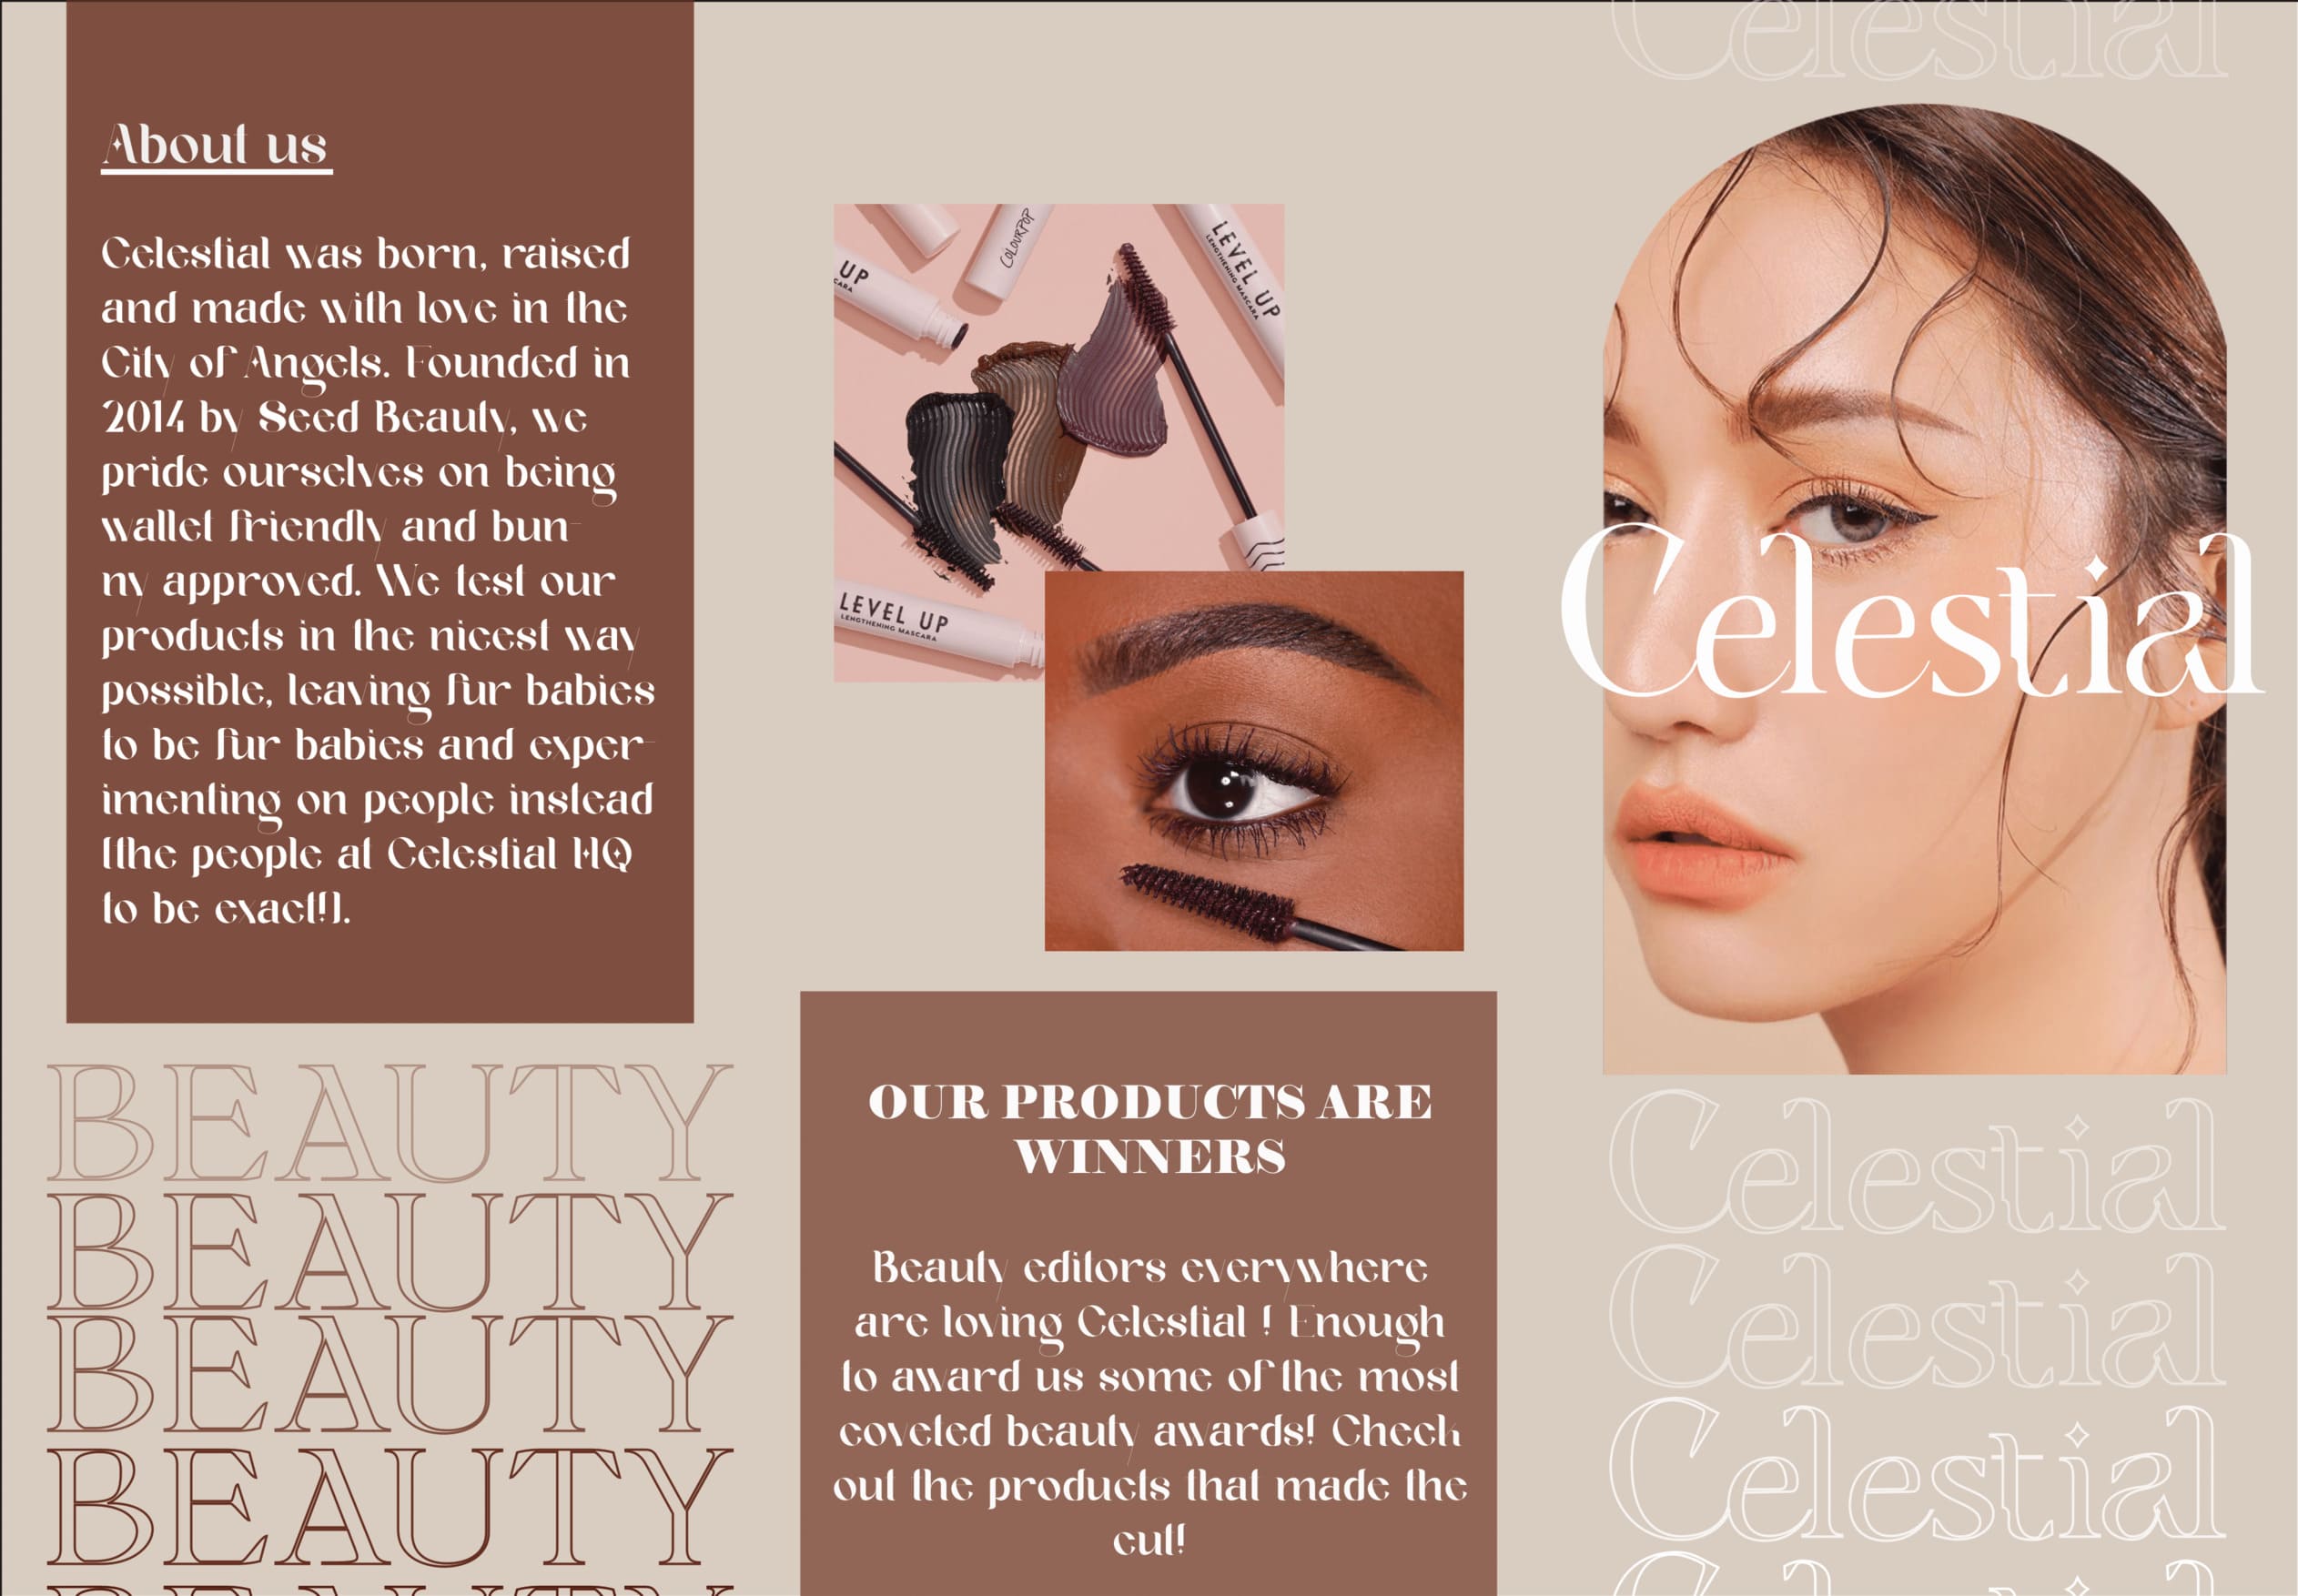 About us
Celestial was born, raised
and made with love in the
City of Angels. Founded in
2014 by Seed Beauty, we
pride ourselves on being
wallet friendly and bun-
ny approved. We test our
products in the nicest way
possible, leaving fur babies
to be fur babies and exper-
imenting on people instead
(the people at Celestial HQ
to be exact!).
BEAUTY
BEAUTY
BEAUTY
BEAUTY
BEAUTY
COLOURPOP
UP
CARA
LEVEL UP
LENGTHENING MASCARA
LEVEL UP
LENGTHENING MASCARA
OUR PRODUCTS ARE
WINNERS
Beauty editors everywhere
are loving Celestial ! Enough
to award us some of the most
coveted beauty awards! Check
out the products that made the
cut!
Celestial
Celestial
Celestial
Celestial
Celestial
Celestial